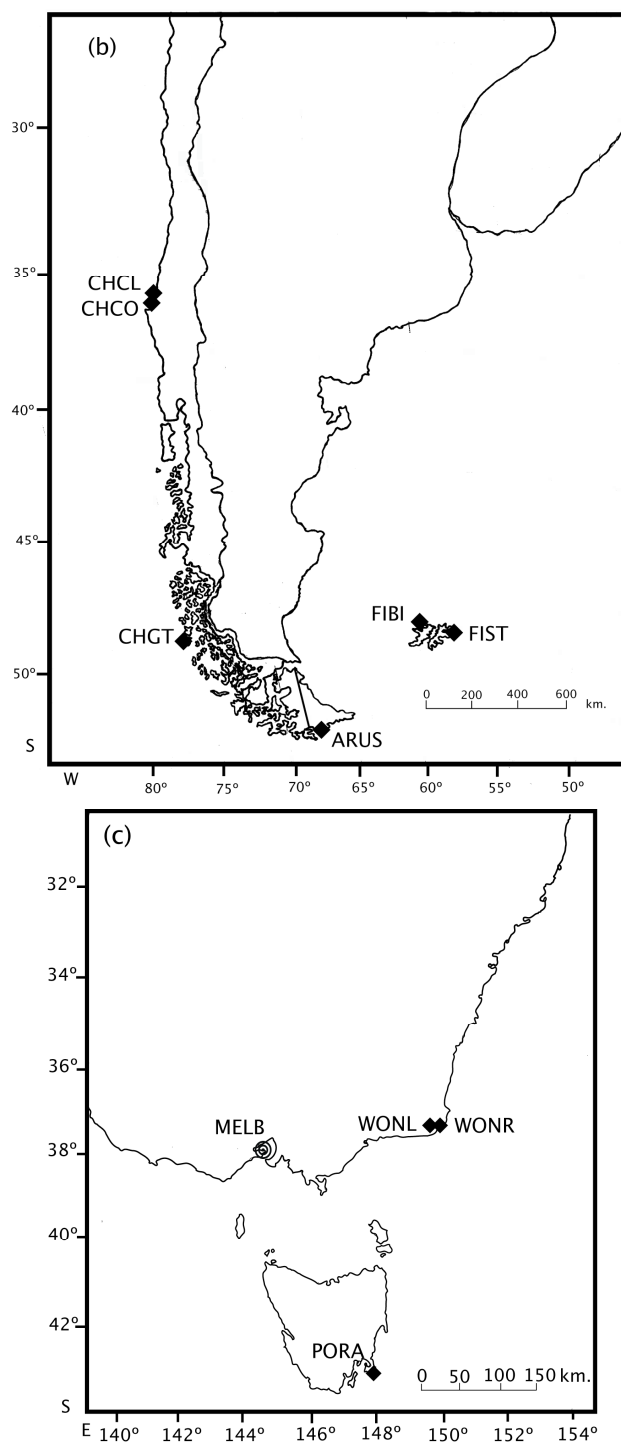 (b)
30°
35°
CHCL
CHCO
40°
45°
FIBI
FIST
CHGT
50°
0 200 400 600 km.
ARUS
S
W
80° 75° 70° 65° 60° 55° 50°
(c)
32°
34°
36°
MELB WONL WONR
38°
40°
42°
PORA
0 50 100 150 km.
S
E 140° 142° 144° 146° 148° 150° 152° 154°